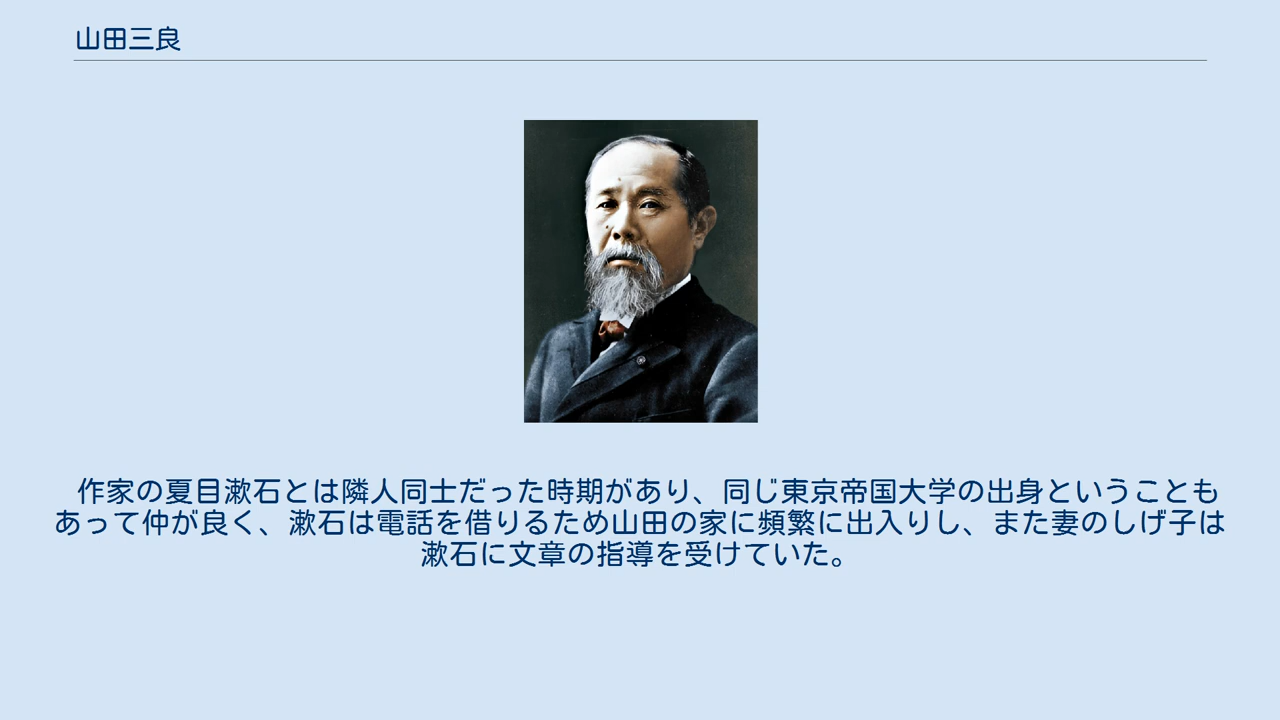 山田三良
作家の夏目漱石とは隣人同士だった時期があり、同じ東京帝国大学の出身ということも
あって仲が良く、漱石は電話を借りるため山田の家に頻繁に出入りし、また妻のしげ子は
漱石に文章の指導を受けていた。